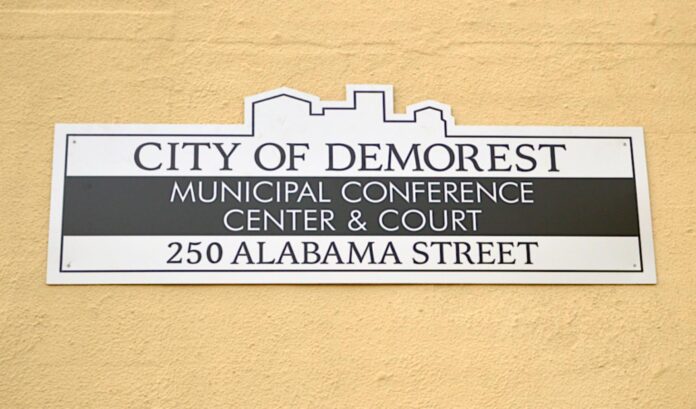 CITY OF DEMOREST
MUNICIPAL CONFERENCE
CENTER & COURT
250 ALABAMA STREET